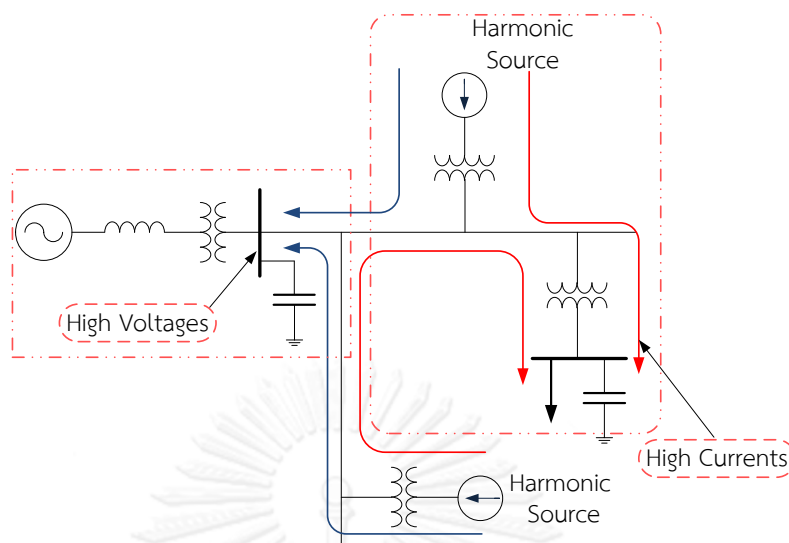 Harmonic
Source
High Voltages
High Currents
Harmonic
Source